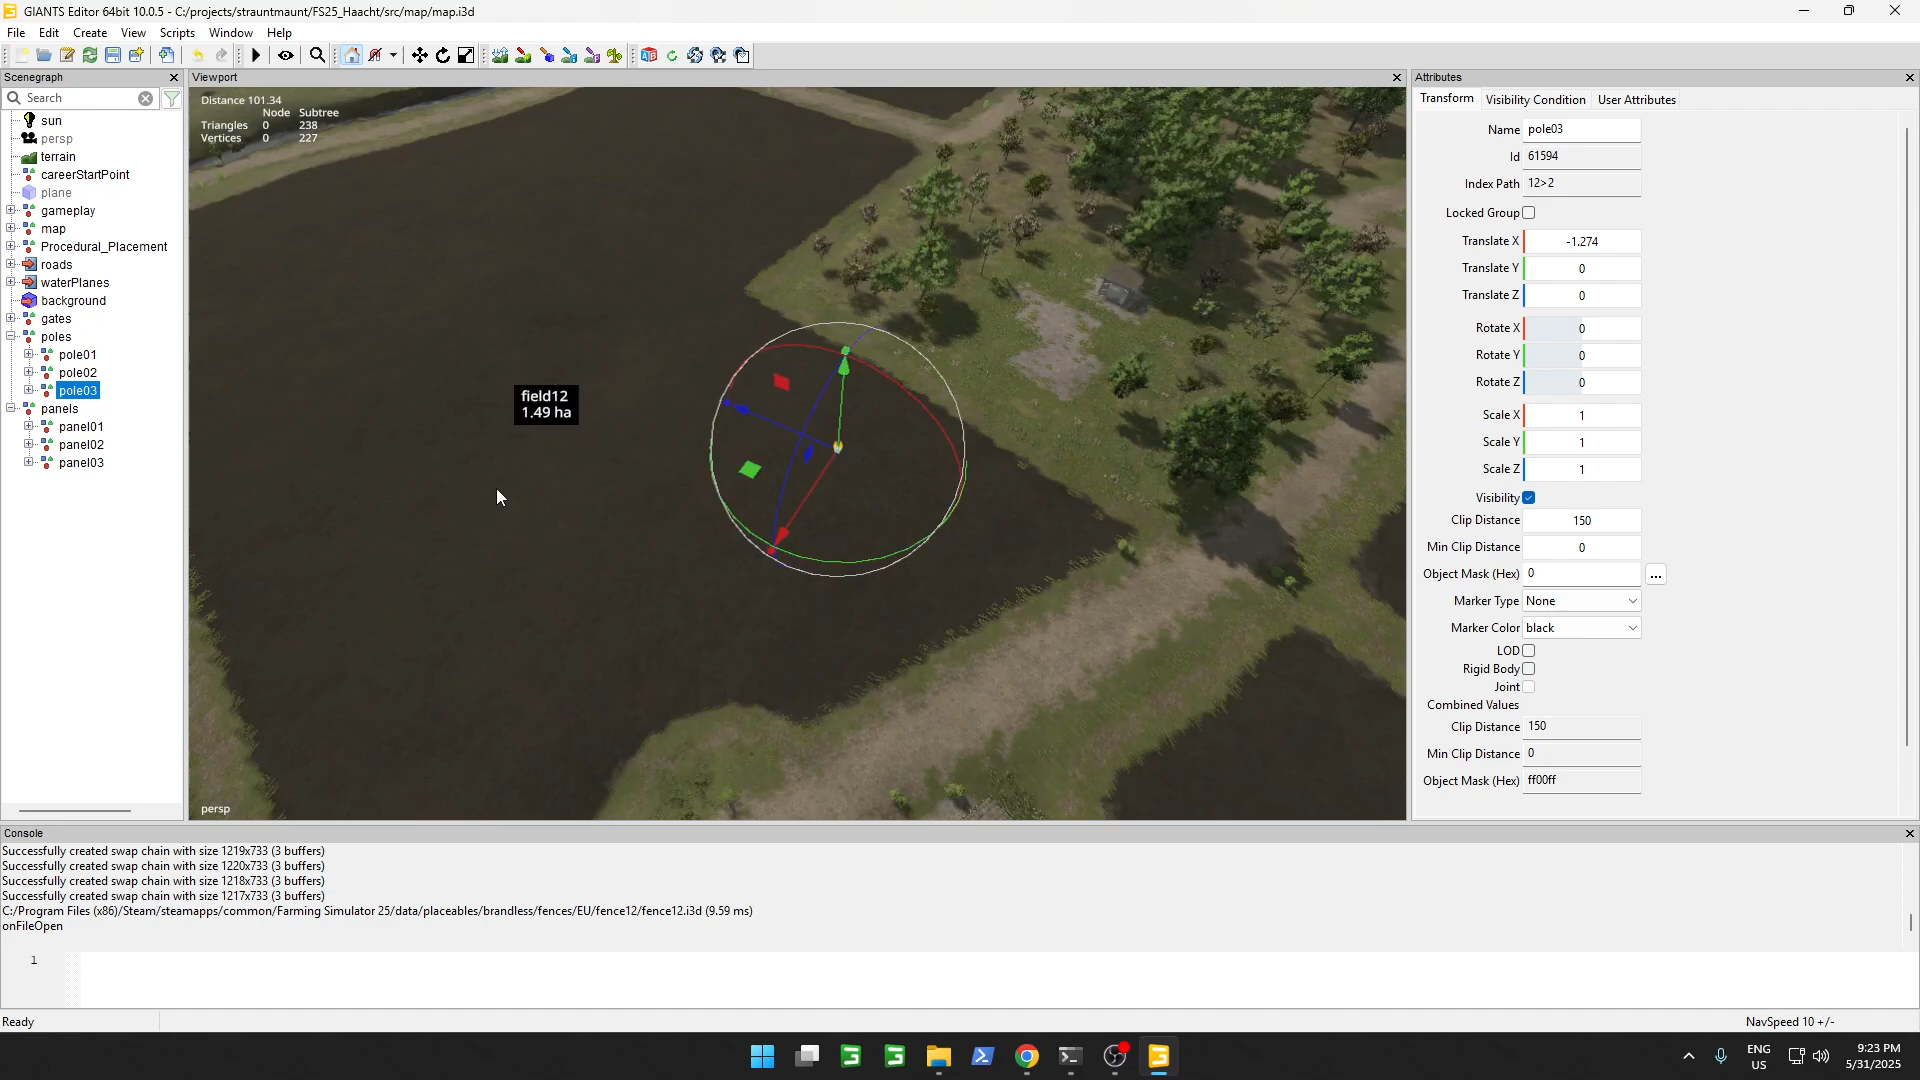 GIANTS Editor 64bit 10.0.5 - C:/projects/strauntmaunt/FS25_Haacht/src/map/map.i3d
File Edit Create View Scripts Window Help
Scenegraph
Search
sun
persp
terrain
careerStartPoint
plane
gameplay
map
Procedural_Placement
roads
waterPlanes
background
gates
poles
pole01
pole02
pole03
panels
panel01
panel02
panel03
Viewport
Distance 101.34
Node Subtree
Triangles 0 238
Vertices 0 227
field12
1.49 ha
persp
Attributes
Transform Visibility Condition User Attributes
Name pole03
Id 61594
Index Path 12>2
Locked Group
Translate X -1.274
Translate Y 0
Translate Z 0
Rotate X 0
Rotate Y 0
Rotate Z 0
Scale X 1
Scale Y 1
Scale Z 1
Visibility
Clip Distance 150
Min Clip Distance 0
Object Mask (Hex) 0 ...
Marker Type None
Marker Color black
LOD
Rigid Body
Joint
Combined Values
Clip Distance 150
Min Clip Distance 0
Object Mask (Hex) ff00ff
Console
Successfully created swap chain with size 1219x733 (3 buffers)
Successfully created swap chain with size 1220x733 (3 buffers)
Successfully created swap chain with size 1218x733 (3 buffers)
Successfully created swap chain with size 1217x733 (3 buffers)
C:/Program Files (x86)/Steam/steamapps/common/Farming Simulator 25/data/placeables/brandless/fences/EU/fence12/fence12.i3d (9.59 ms)
onFileOpen
1
Ready
NavSpeed 10 +/-
ENG
US
9:23 PM
5/31/2025